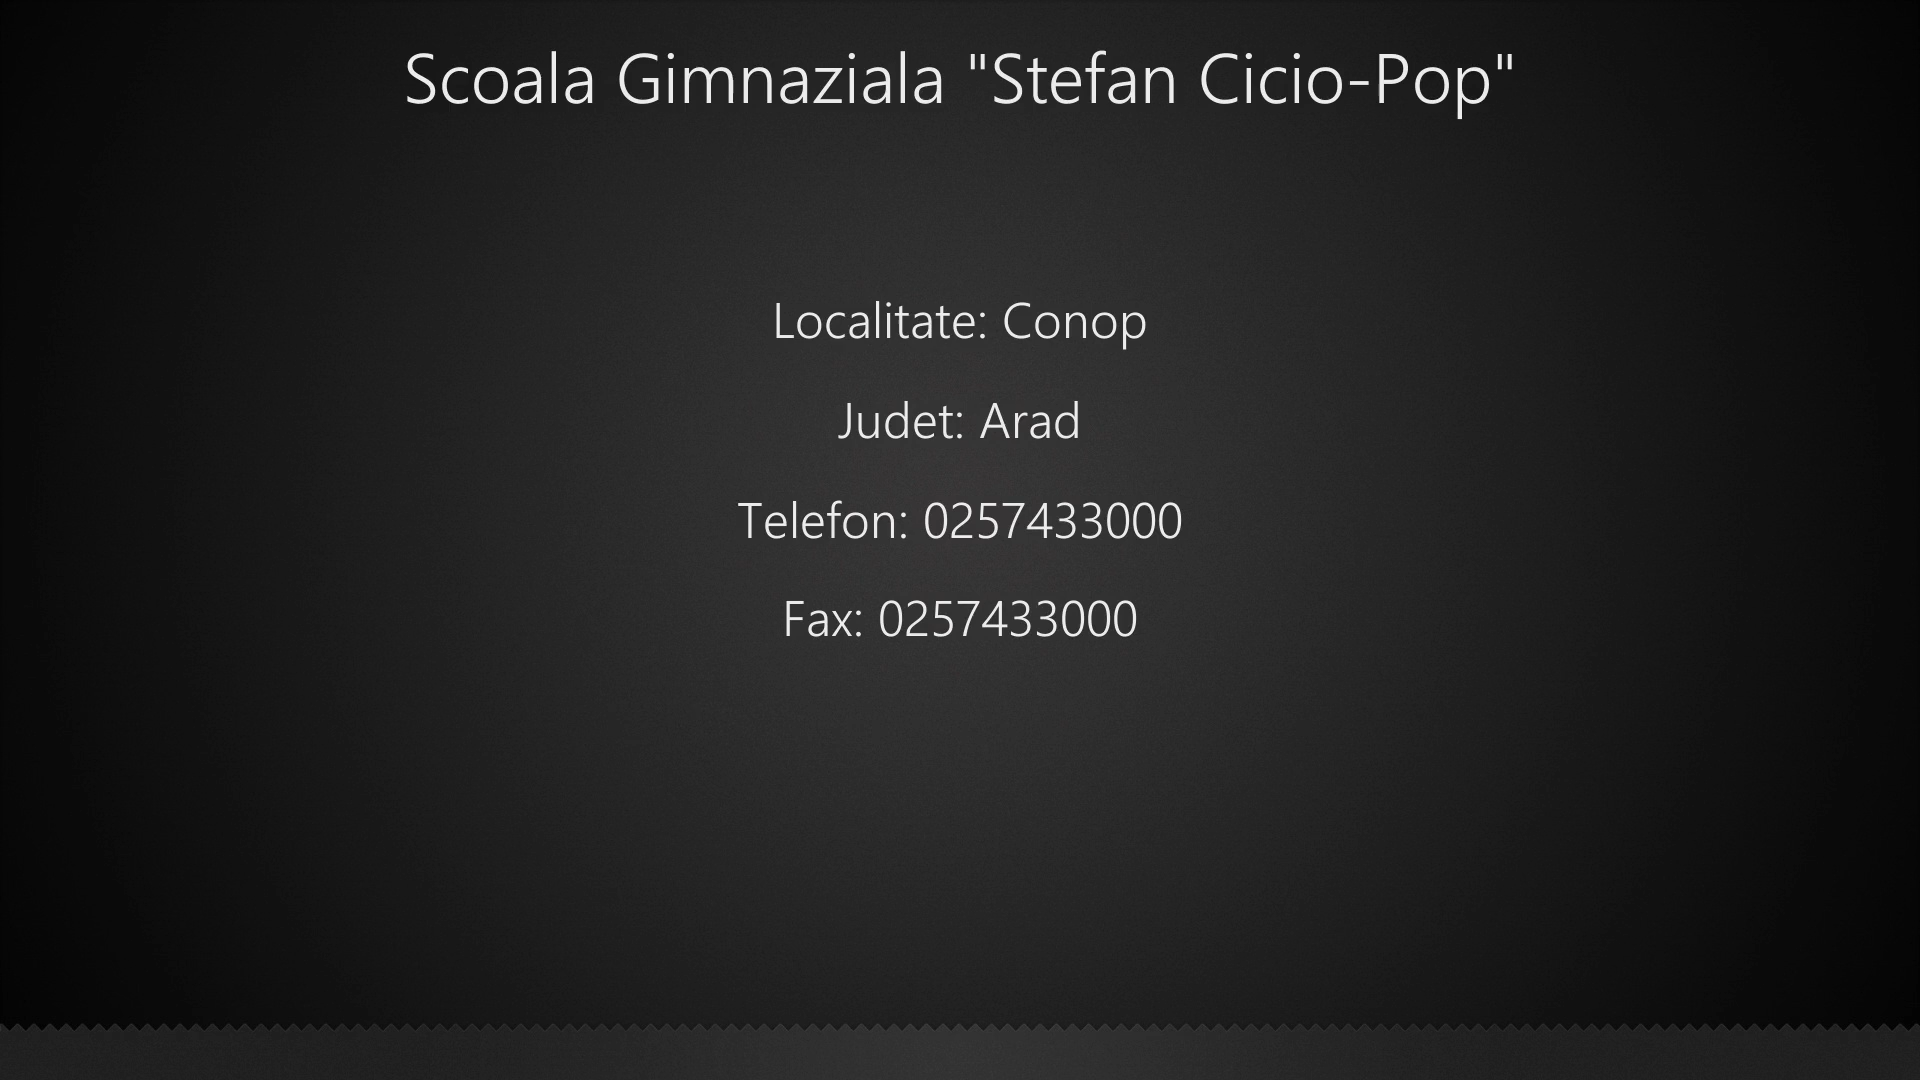 Scoala Gimnaziala "Stefan Cicio-Pop"
Localitate: Conop
Judet: Arad
Telefon: 0257433000
Fax: 0257433000